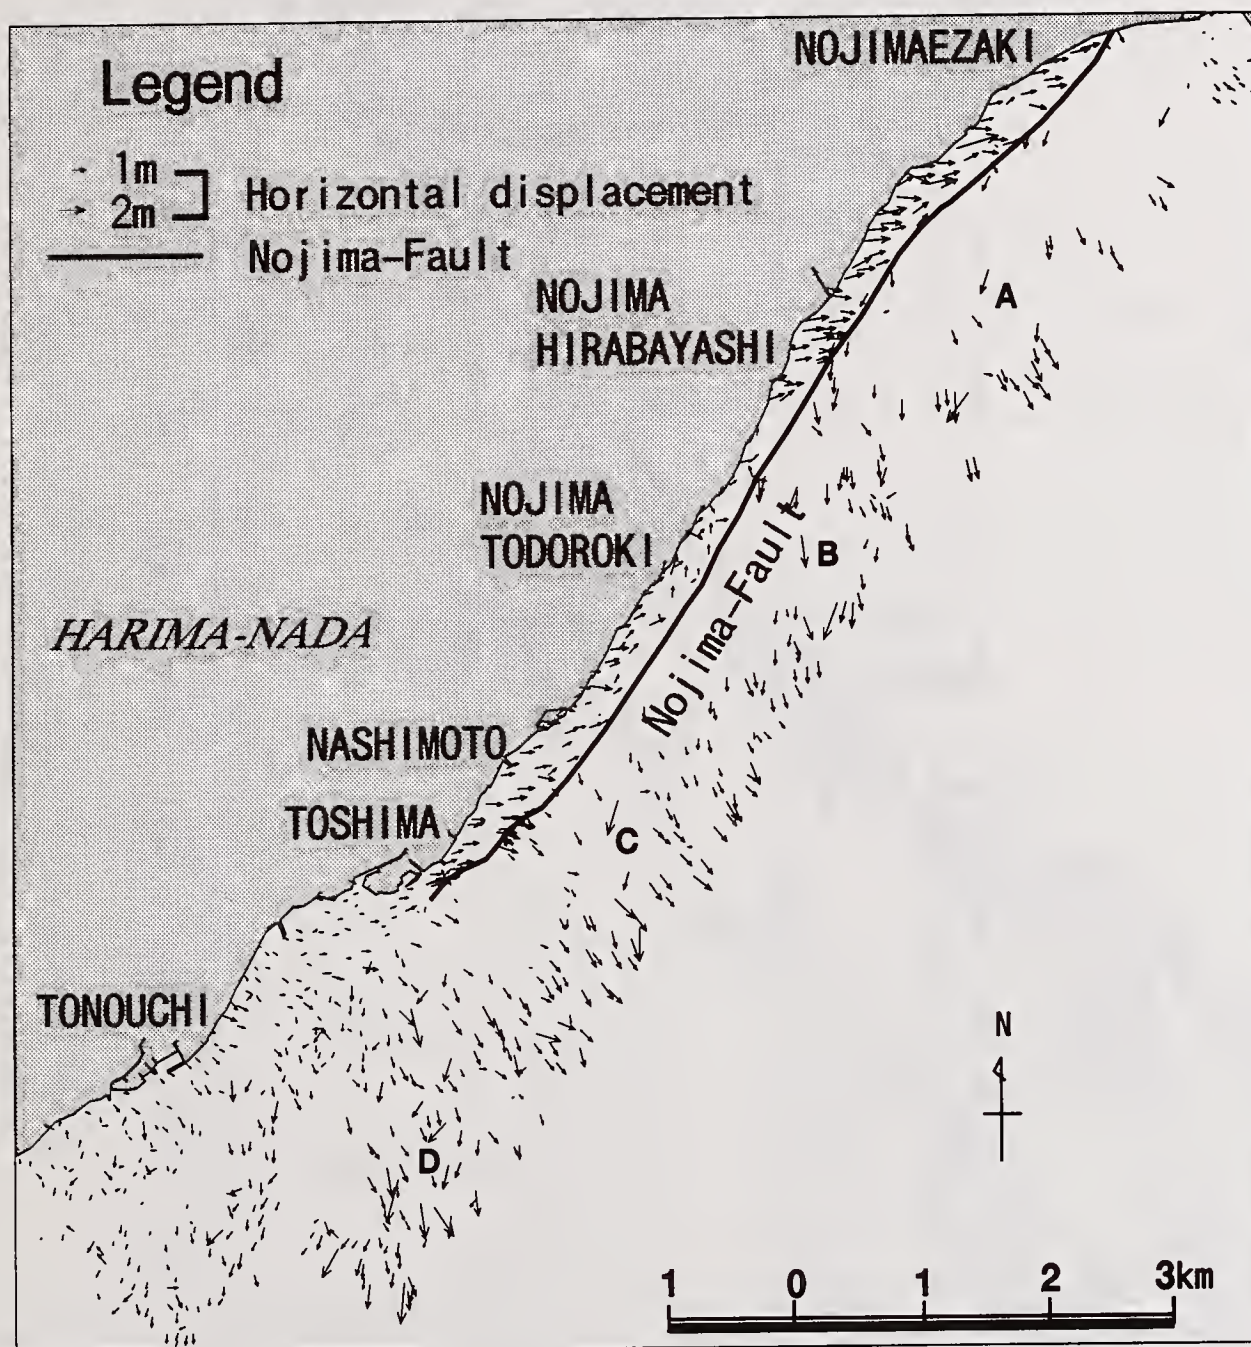 NOJIMAEZAKI
Legend
1m
2m
Horizontal displacement
Nojima-Fault
NOJIMA
HIRABAYASHI
A
NOJIMA
TODOROKI
B
Nojima-Fault
HARIMA-NADA
NASHIMOTO
TOSHIMA
C
TONOUCHI
N
D
1 0 1 2 3km